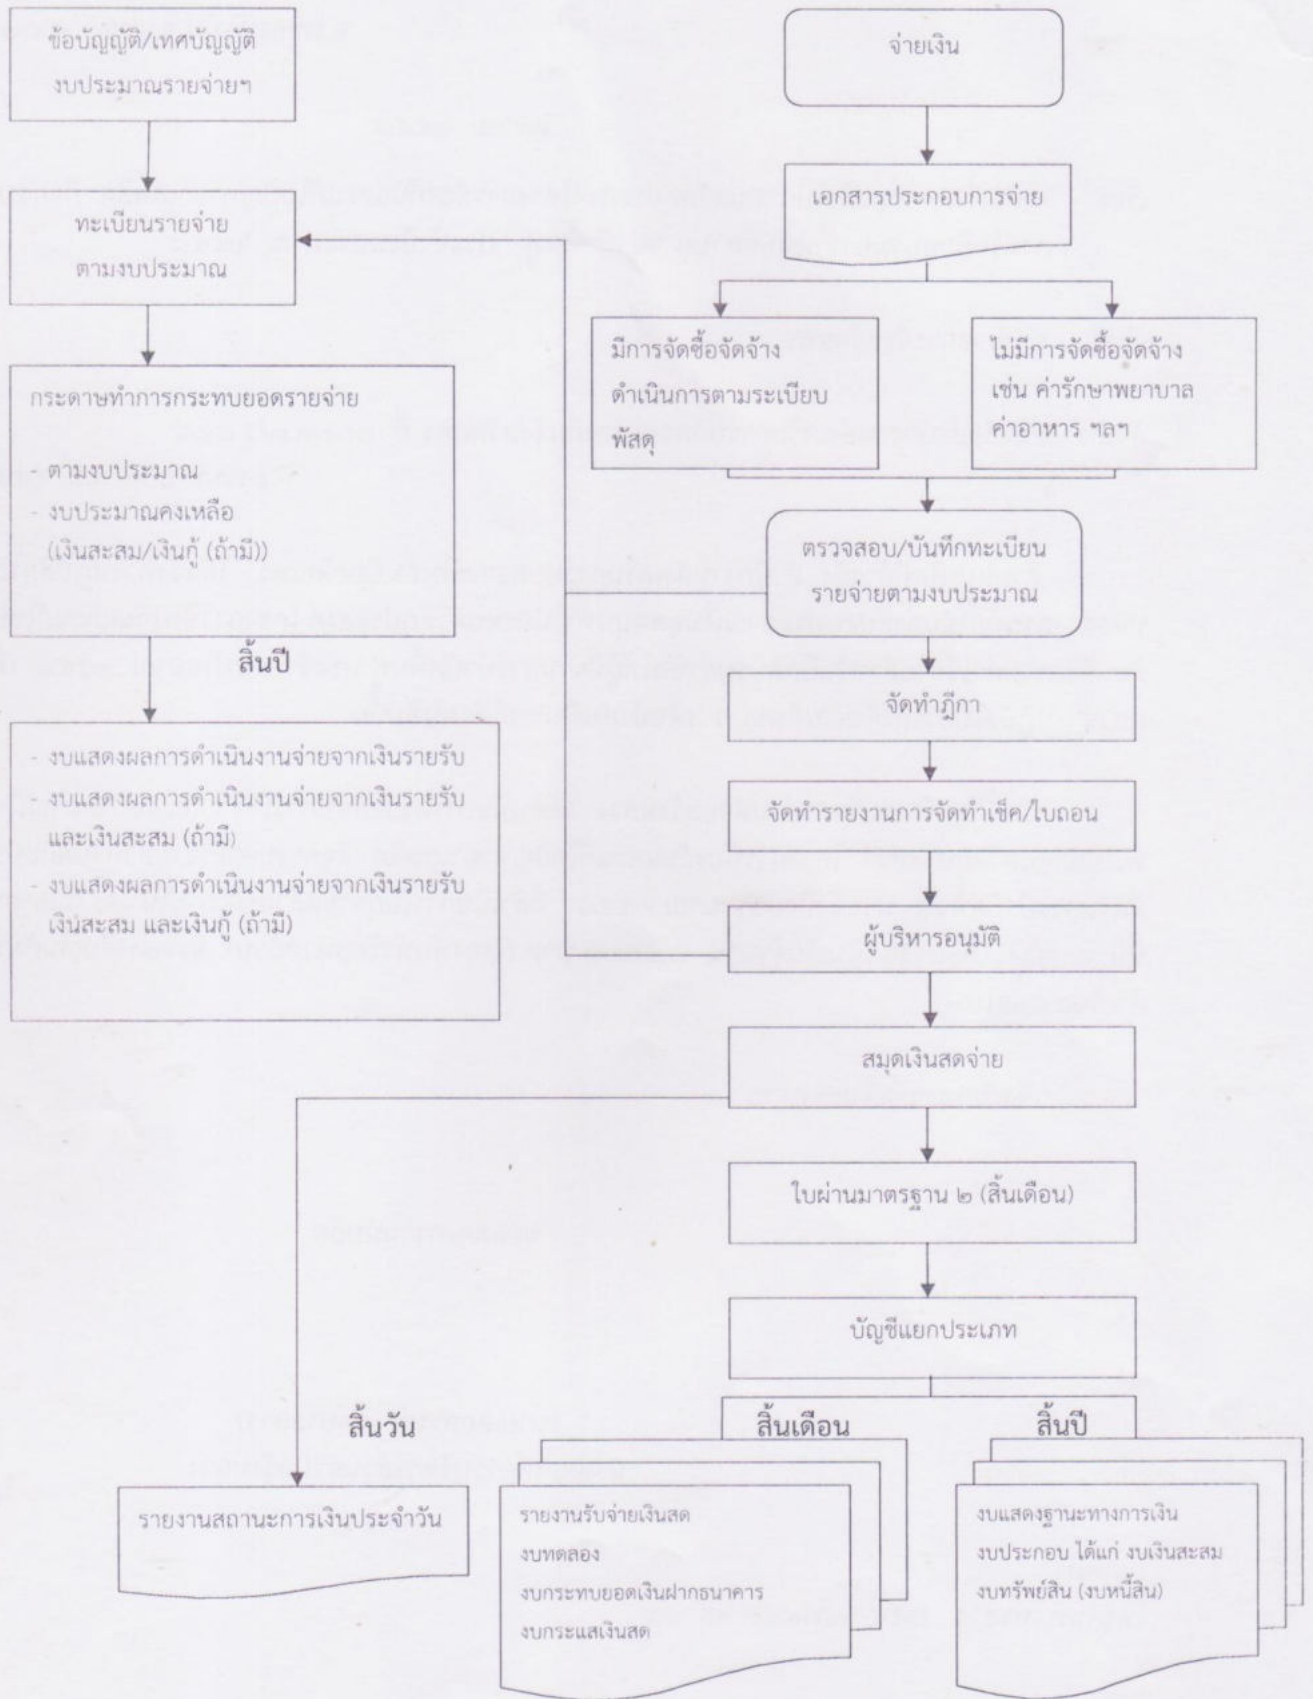 ข้อบัญญัติ/เทศบัญญัติ
งบประมาณรายจ่ายฯ
ทะเบียนรายจ่าย
ตามงบประมาณ
กระดาษทำการกระทบยอดรายจ่าย
- ตามงบประมาณ
- งบประมาณคงเหลือ
(เงินสะสม/เงินกู้ (ถ้ามี))
สิ้นปี
- งบแสดงผลการดำเนินงานจ่ายจากเงินรายรับ
- งบแสดงผลการดำเนินงานจ่ายจากเงินรายรับ
และเงินสะสม (ถ้ามี)
- งบแสดงผลการดำเนินงานจ่ายจากเงินรายรับ
เงินสะสม และเงินกู้ (ถ้ามี)
จ่ายเงิน
เอกสารประกอบการจ่าย
มีการจัดซื้อจัดจ้าง
ดำเนินการตามระเบียบ
พัสดุ
ไม่มีการจัดซื้อจัดจ้าง
เช่น ค่ารักษาพยาบาล
ค่าอาหาร ฯลฯ
ตรวจสอบ/บันทึกทะเบียน
รายจ่ายตามงบประมาณ
จัดทำฎีกา
จัดทำรายงานการจัดทำเช็ค/ใบถอน
ผู้บริหารอนุมัติ
สมุดเงินสดจ่าย
ใบผ่านมาตรฐาน ๒ (สิ้นเดือน)
บัญชีแยกประเภท
สิ้นวัน
รายงานสถานะการเงินประจำวัน
สิ้นเดือน
รายงานรับจ่ายเงินสด
งบทดลอง
งบกระทบยอดเงินฝากธนาคาร
งบกระแสเงินสด
สิ้นปี
งบแสดงฐานะทางการเงิน
งบประกอบ ได้แก่ งบเงินสะสม
งบทรัพย์สิน (งบหนี้สิน)